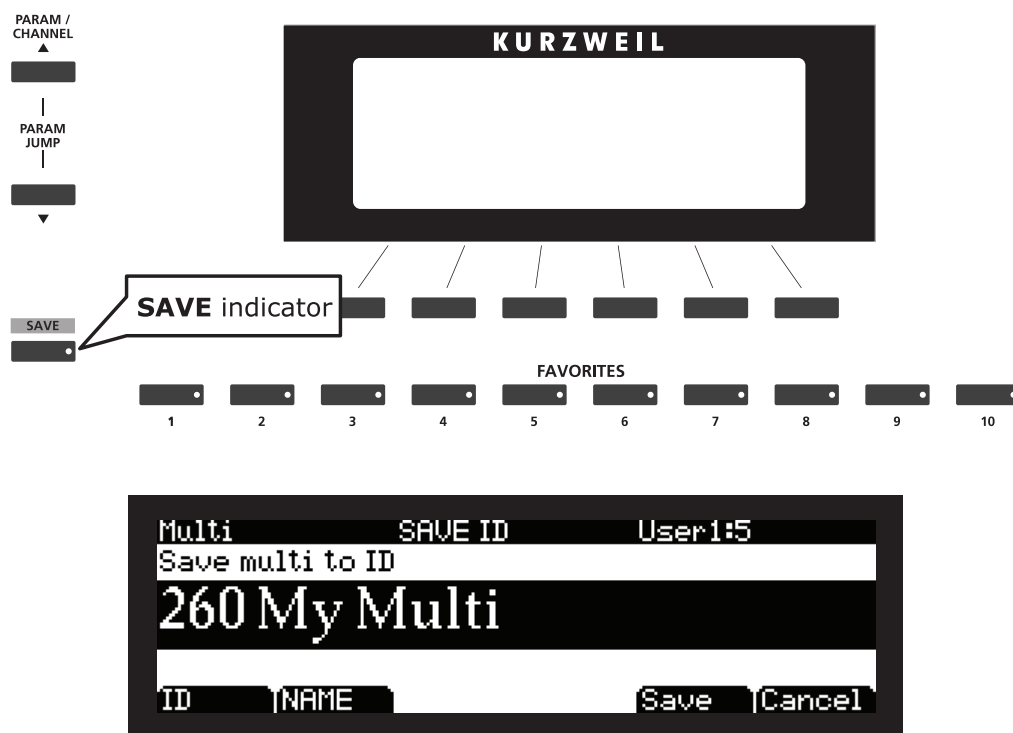 PARAM /
CHANNEL
KURZWEIL
PARAM
JUMP
SAVE indicator
SAVE
FAVORITES
1 2 3 4 5 6 7 8 9 10
Multi SAVE ID User1:5
Save multi to ID
260 My Multi
ID NAME Save Cancel